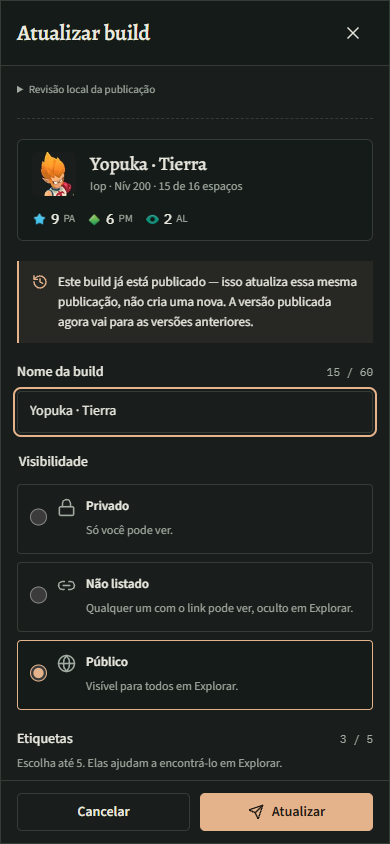 Atualizar build
Revisão local da publicação
Yopuka · Tierra
Iop · Nív 200 · 15 de 16 espaços
9 PA 6 PM 2 AL
Este build já está publicado — isso atualiza essa mesma
publicação, não cria uma nova. A versão publicada
agora vai para as versões anteriores.
Nome da build 15 / 60
Yopuka · Tierra
Visibilidade
Privado
Só você pode ver.
Não listado
Qualquer um com o link pode ver, oculto em Explorar.
Público
Visível para todos em Explorar.
Etiquetas 3 / 5
Escolha até 5. Elas ajudam a encontrá-lo em Explorar.
Cancelar Atualizar